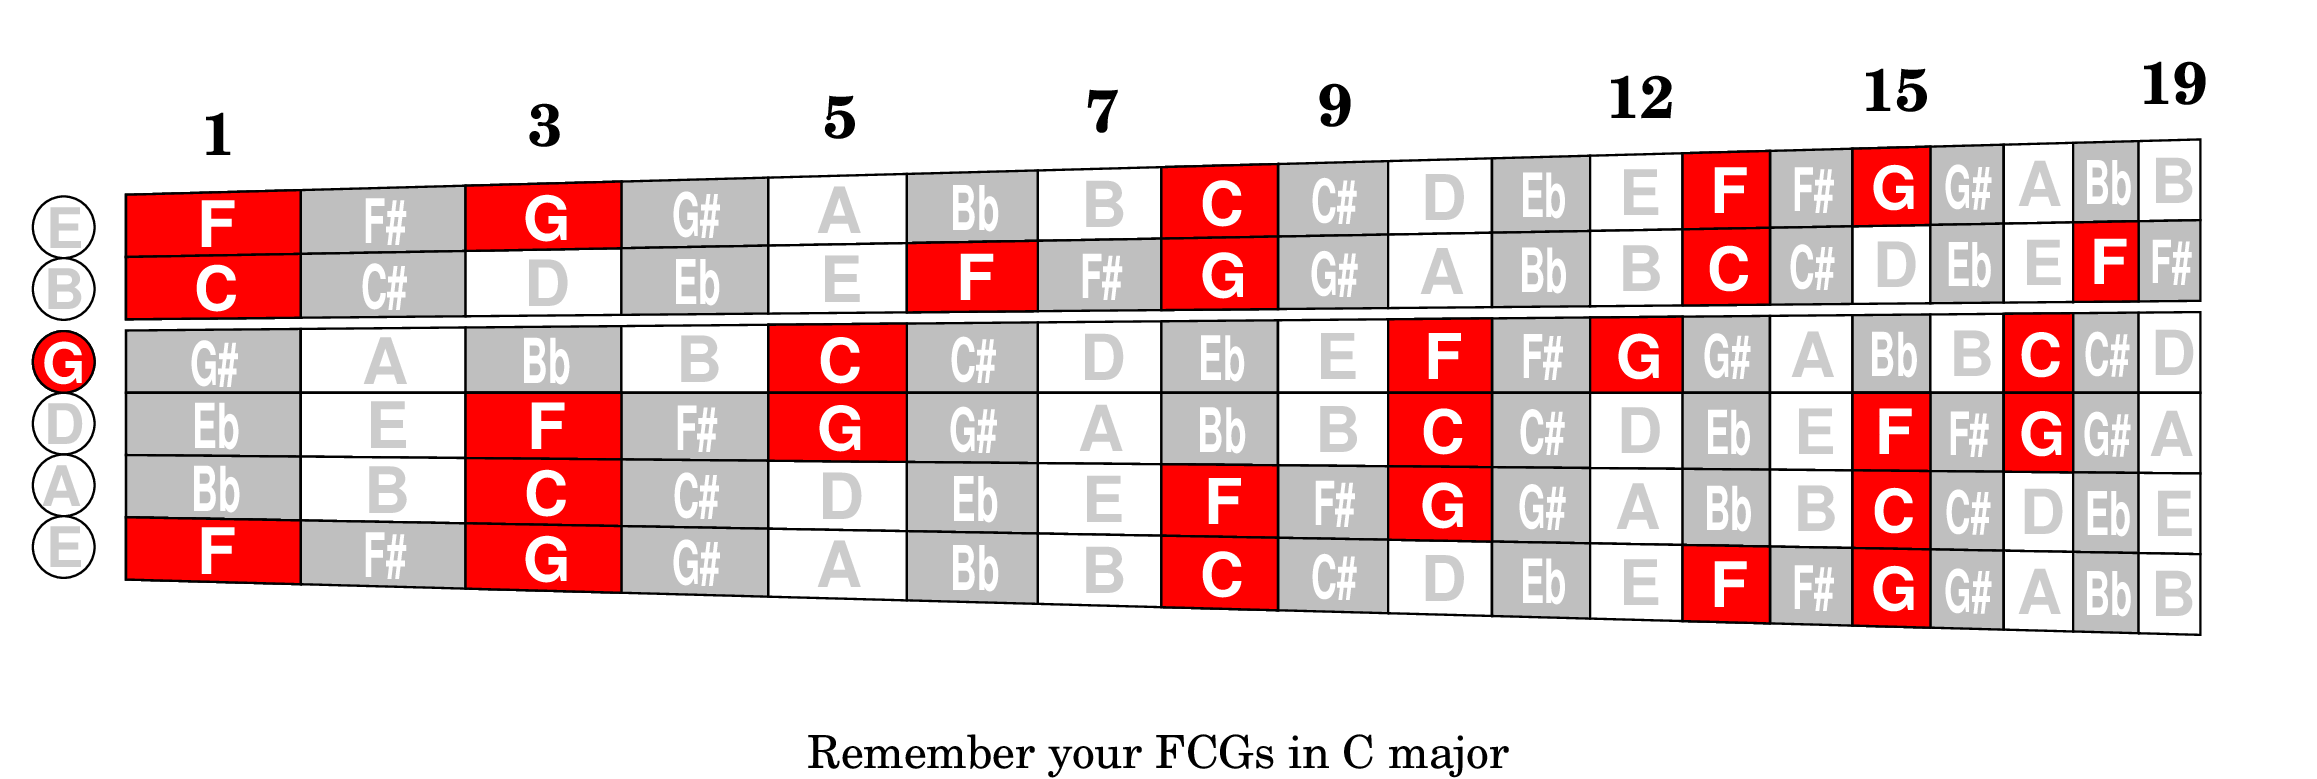 1 3 5 7 9 12 15 19
E F F# G G# A Bb B C C# D Eb E F F# G G# A Bb B
B C C# D Eb E F F# G G# A Bb B C C# D Eb E F F#
G G# A Bb B C C# D Eb E F F# G G# A Bb B C C# D
D Eb E F F# G G# A Bb B C C# D Eb E F F# G G# A
A Bb B C C# D Eb E F F# G G# A Bb B C C# D Eb E
E F F# G G# A Bb B C C# D Eb E F F# G G# A Bb B
Remember your FCGs in C major